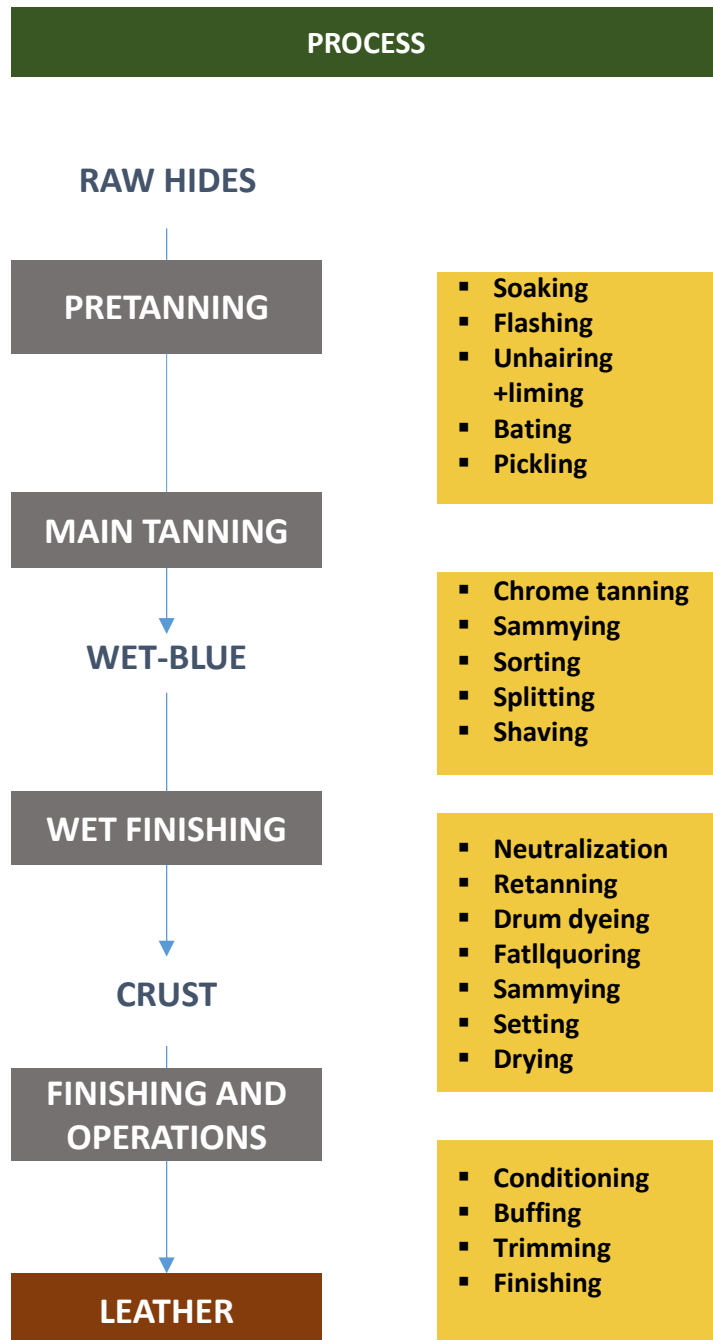 PROCESS
RAW HIDES
PRETANNING
▪ Soaking
▪ Flashing
▪ Unhairing
+liming
▪ Bating
▪ Pickling
MAIN TANNING
▪ Chrome tanning
▪ Sammying
▪ Sorting
▪ Splitting
▪ Shaving
WET-BLUE
WET FINISHING
▪ Neutralization
▪ Retanning
▪ Drum dyeing
▪ Fatllquoring
▪ Sammying
▪ Setting
▪ Drying
CRUST
FINISHING AND
OPERATIONS
▪ Conditioning
▪ Buffing
▪ Trimming
▪ Finishing
LEATHER